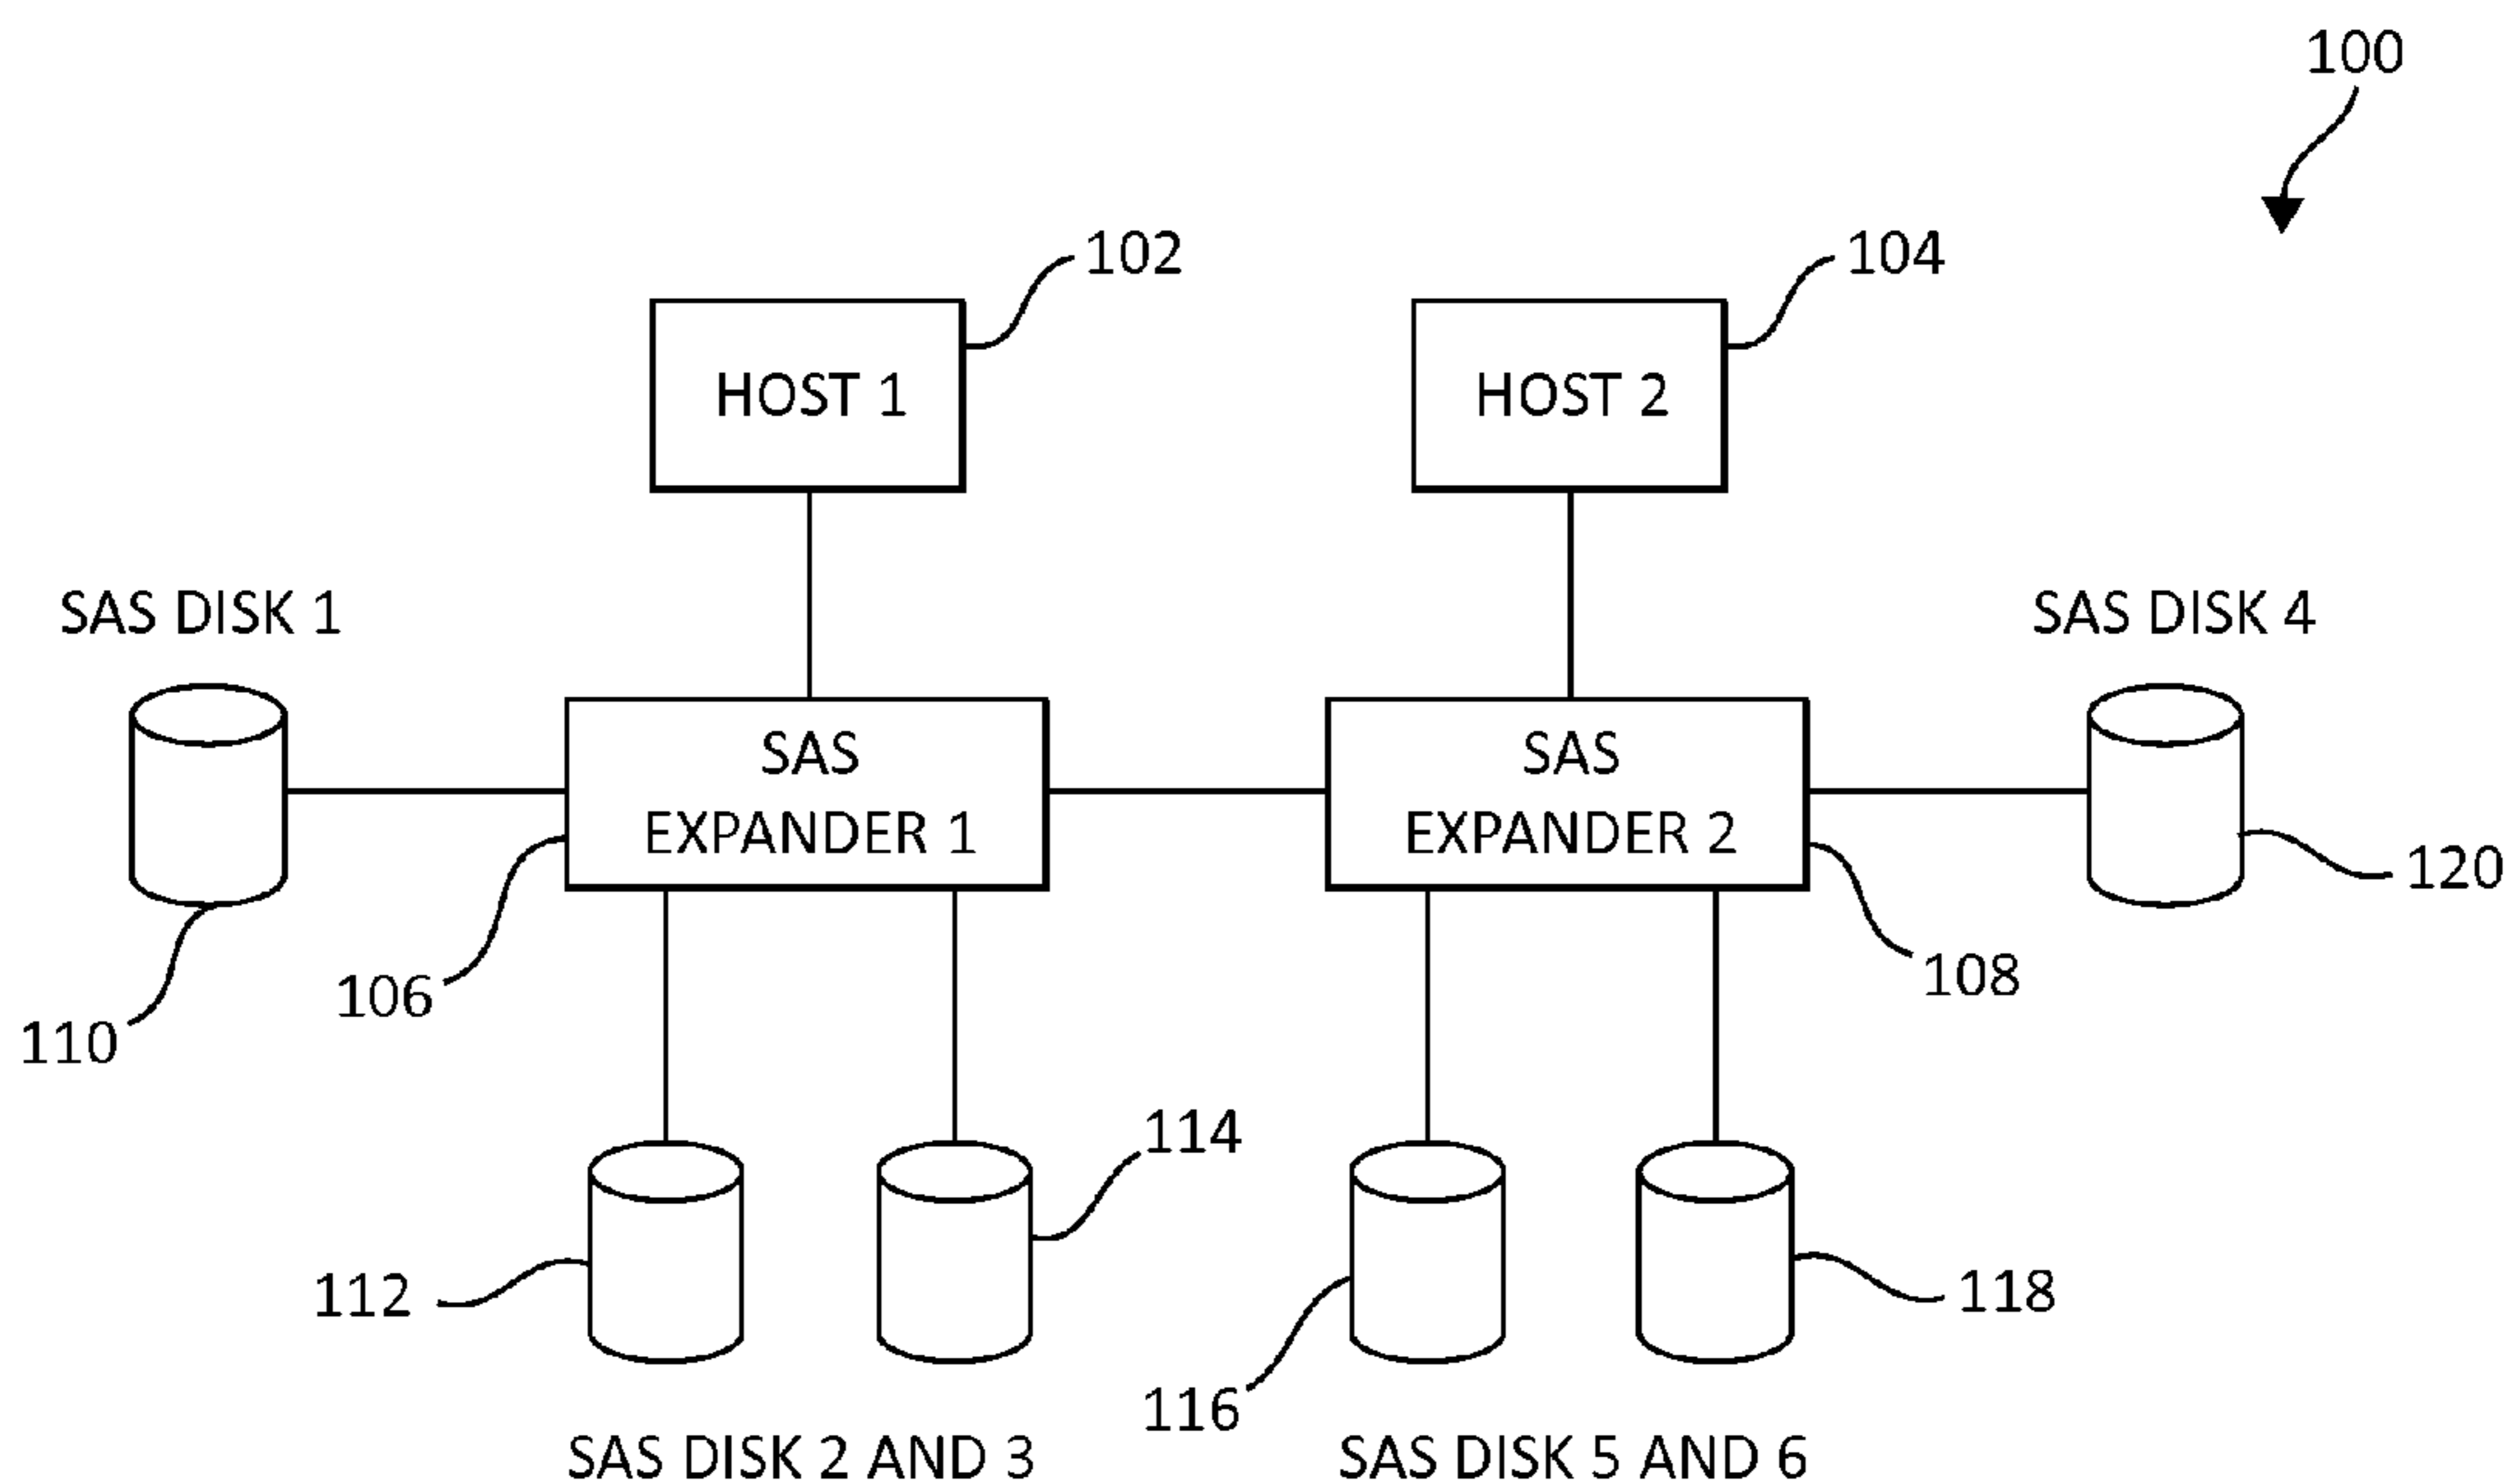 100
102
104
HOST 1
HOST 2
SAS DISK 1
SAS DISK 4
SAS
EXPANDER 1
SAS
EXPANDER 2
120
106
108
110
114
112
118
116
SAS DISK 2 AND 3
SAS DISK 5 AND 6